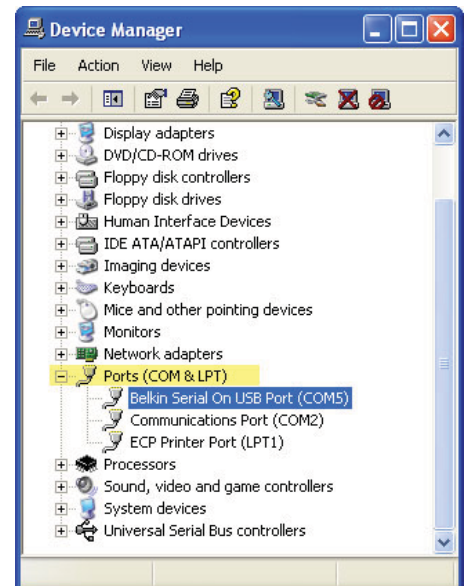 Device Manager
File Action View Help
Display adapters
DVD/CD-ROM drives
Floppy disk controllers
Floppy disk drives
Human Interface Devices
IDE ATA/ATAPI controllers
Imaging devices
Keyboards
Mice and other pointing devices
Monitors
Network adapters
Ports (COM & LPT)
Belkin Serial On USB Port (COM5)
Communications Port (COM2)
ECP Printer Port (LPT1)
Processors
Sound, video and game controllers
System devices
Universal Serial Bus controllers